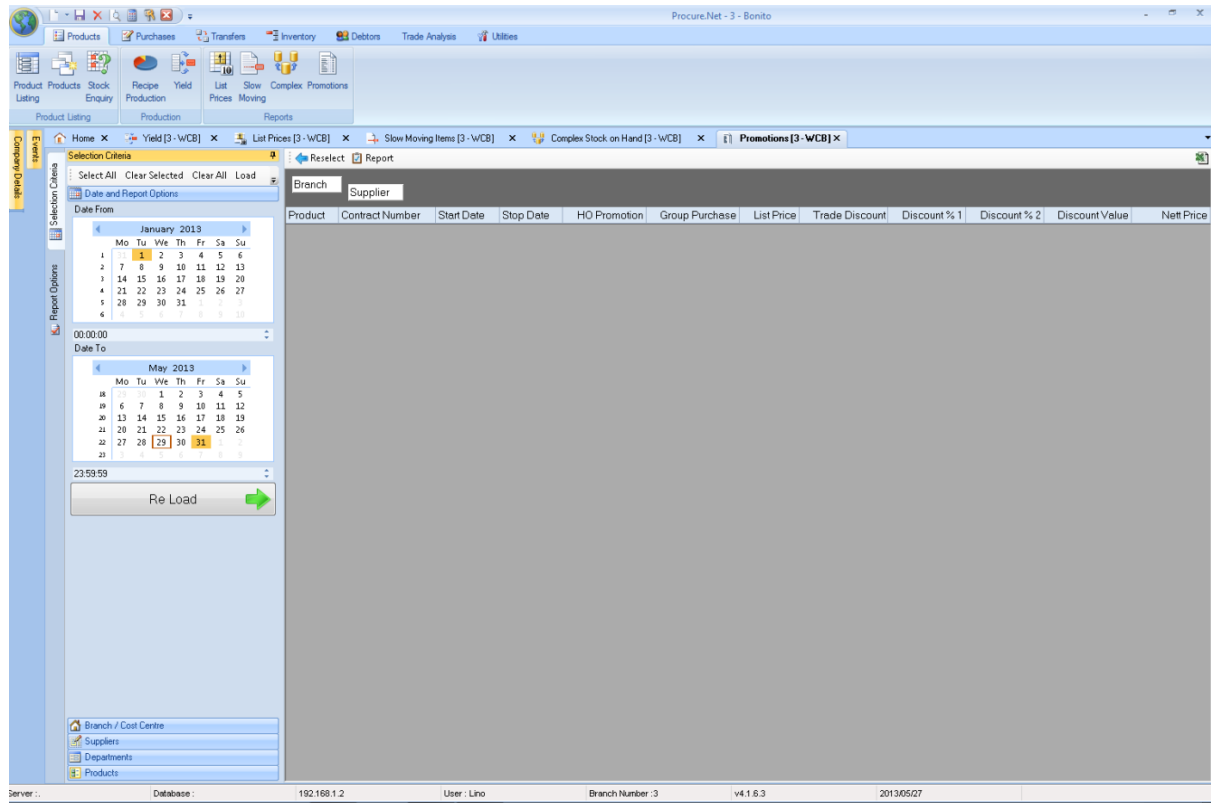 Procure.Net - 3 - Bonito
Products Purchases Transfers Inventory Debtors Trade Analysis Utilities
Product Listing Products Stock Enquiry Recipe Production Yield List Prices Slow Moving Complex Promotions
Product Listing Production Reports
Home Yield [3 - WCB] List Prices [3 - WCB] Slow Moving Items [3 - WCB] Complex Stock on Hand [3 - WCB] Promotions [3 - WCB]
Events
Company Details
Selection Criteria
Report Options
Selection Criteria
Reselect Report
Select All Clear Selected Clear All Load
Date and Report Options
Branch
Supplier
Product Contract Number Start Date Stop Date HO Promotion Group Purchase List Price Trade Discount Discount % 1 Discount % 2 Discount Value Nett Price
Date From
January 2013
Mo Tu We Th Fr Sa Su
1 31 1 2 3 4 5 6
2 7 8 9 10 11 12 13
3 14 15 16 17 18 19 20
4 21 22 23 24 25 26 27
5 28 29 30 31 1 2 3
6 4 5 6 7 8 9 10
00:00:00
Date To
May 2013
Mo Tu We Th Fr Sa Su
18 29 30 1 2 3 4 5
19 6 7 8 9 10 11 12
20 13 14 15 16 17 18 19
21 20 21 22 23 24 25 26
22 27 28 29 30 31 1 2
23 3 4 5 6 7 8 9
23:59:59
Re Load
Branch / Cost Centre
Suppliers
Departments
Products
Server :. Database : 192.168.1.2 User : Lino Branch Number :3 v4.1.6.3 2013/05/27